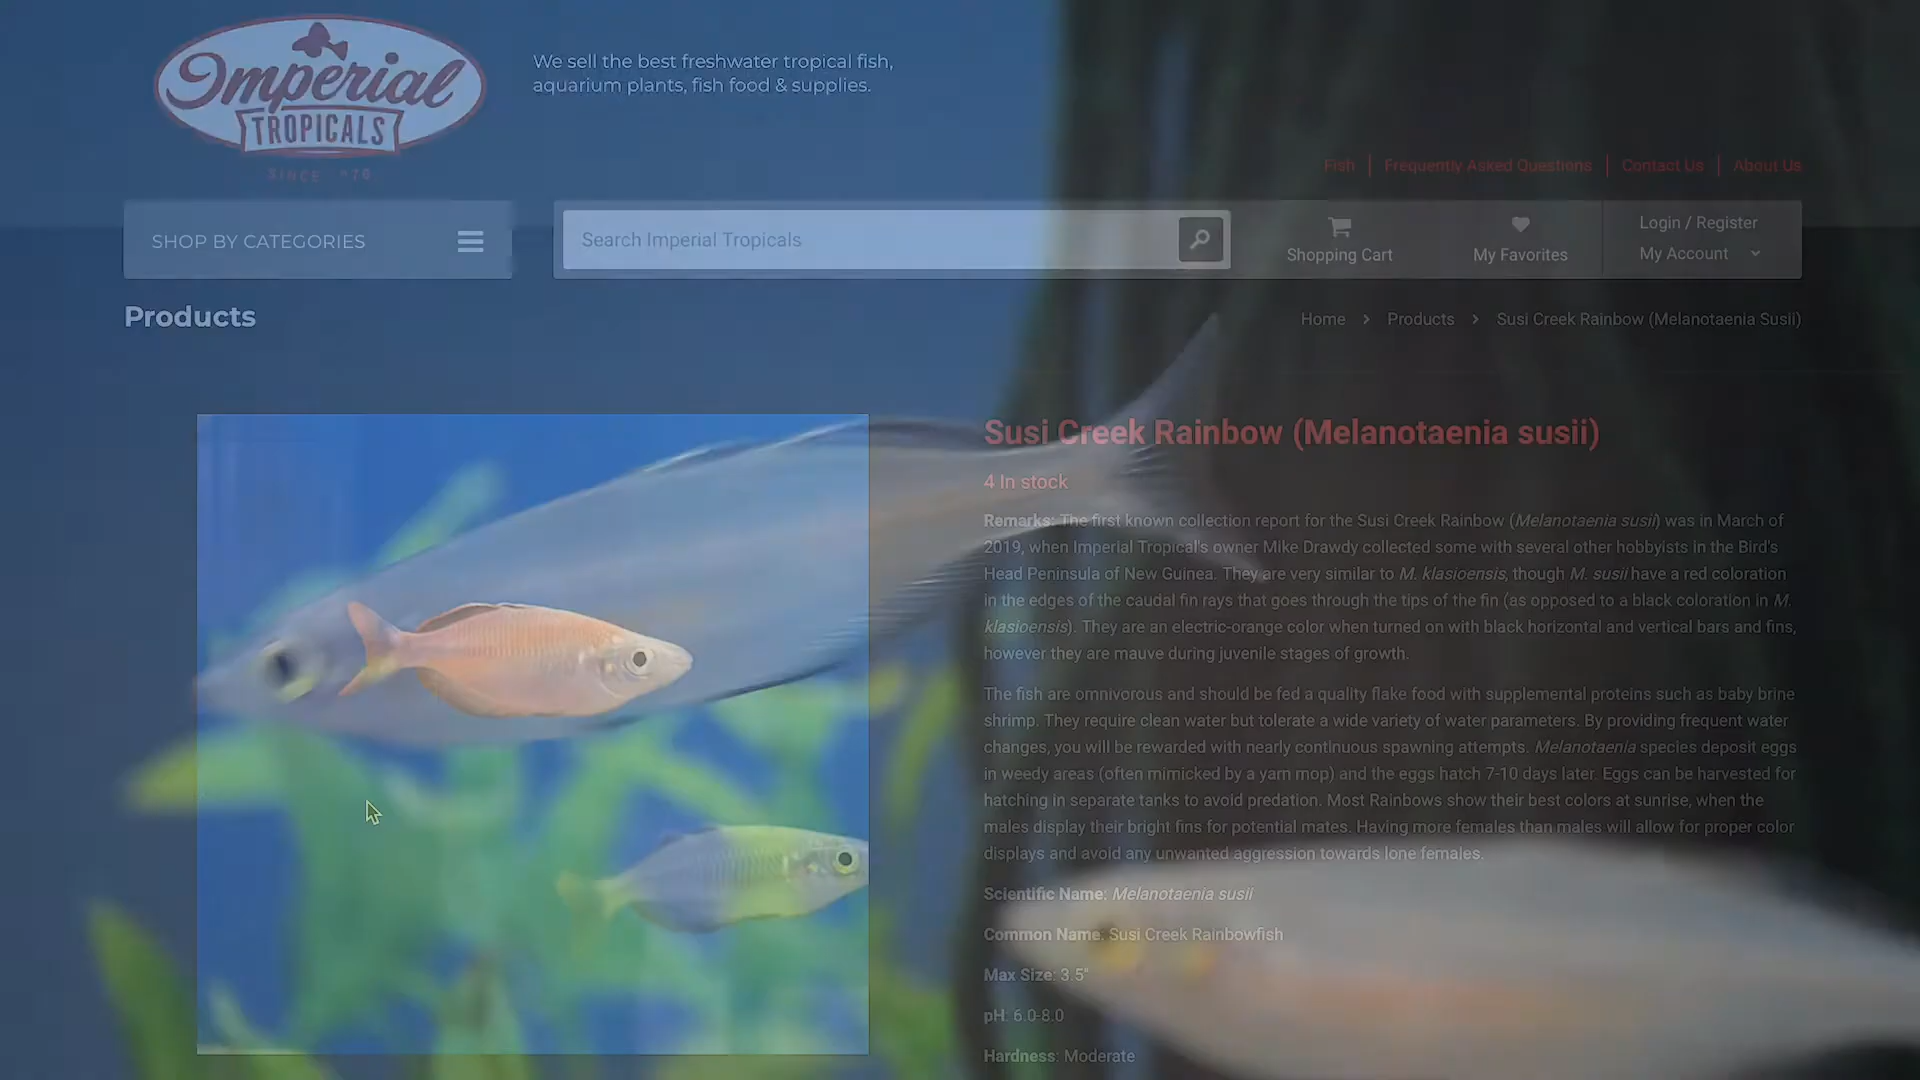 Imperial
TROPICALS
We sell the best freshwater tropical fish,
aquarium plants, fish food & supplies.
Fish
Frequently Asked Questions
Contact Us
About Us
SHOP BY CATEGORIES
Search Imperial Tropicals
Shopping Cart
My Favorites
Login / Register
My Account
Products
Home
Products
Susi Creek Rainbow (Melanotaenia Susii)
Susi Creek Rainbow (Melanotaenia susii)
4 In stock
Remarks: The first known collection report for the Susi Creek Rainbow (Melanotaenia susii) was in March of
2019, when Imperial Tropical's owner Mike Drawdy collected some with several other hobbyists in the Bird's
Head Peninsula of New Guinea. They are very similar to M. klasioensis, though M. susii have a red coloration
in the edges of the caudal fin rays that goes through the tips of the fin (as opposed to a black coloration in M.
klasioensis). They are an electric-orange color when turned on with black horizontal and vertical bars and fins,
however they are mauve during juvenile stages of growth.
The fish are omnivorous and should be fed a quality flake food with supplemental proteins such as baby brine
shrimp. They require clean water but tolerate a wide variety of water parameters. By providing frequent water
changes, you will be rewarded with nearly continuous spawning attempts. Melanotaenia species deposit eggs
in weedy areas (often mimicked by a yarn mop) and the eggs hatch 7-10 days later. Eggs can be harvested for
hatching in separate tanks to avoid predation. Most Rainbows show their best colors at sunrise, when the
males display their bright fins for potential mates. Having more females than males will allow for proper color
displays and avoid any unwanted aggression towards lone females.
Scientific Name: Melanotaenia susii
Common Name: Susi Creek Rainbowfish
Max Size: 3.5"
pH: 6.0-8.0
Hardness: Moderate